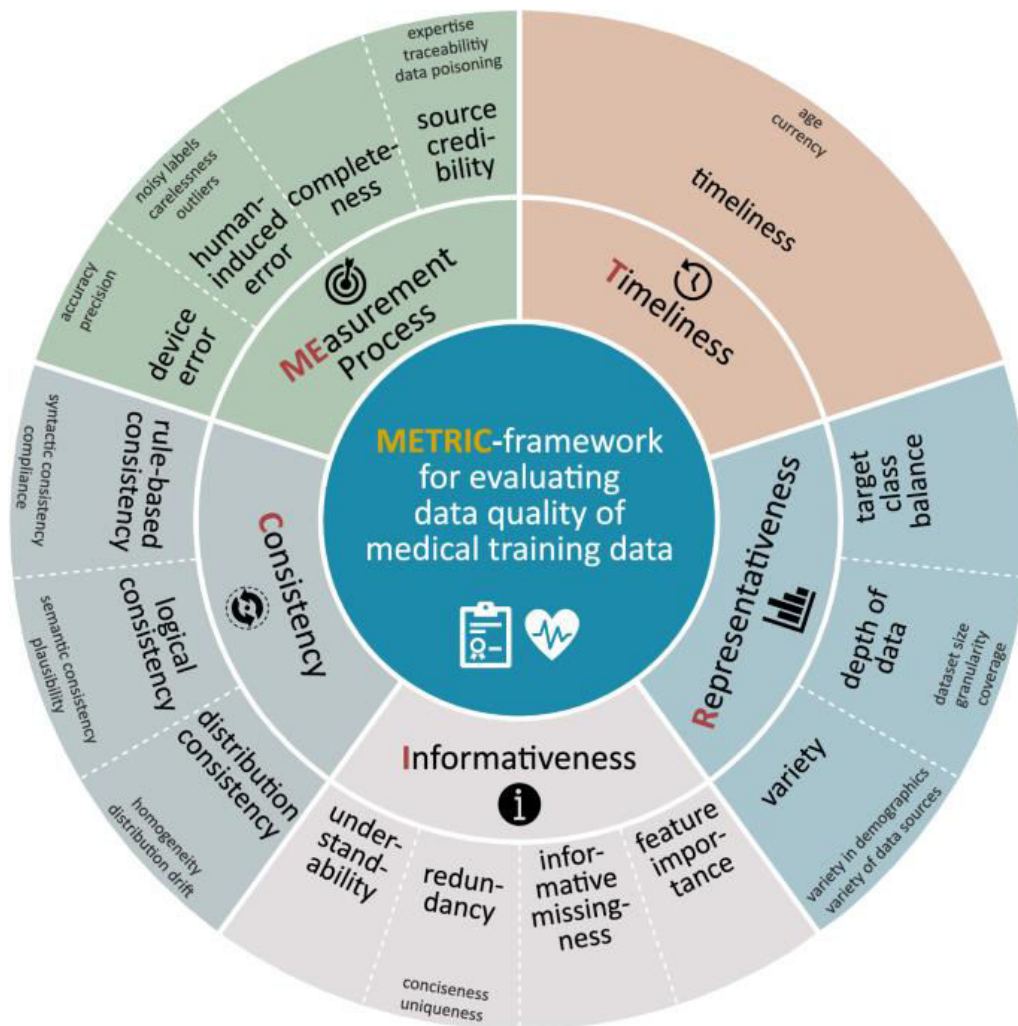 METRIC-framework
for evaluating
data quality of
medical training data
MEasurement
Process
device
error
accuracy
precision
human-
induced
error
noisy labels
carelessness
outliers
complete-
ness
source
credi-
bility
expertise
traceabilitiy
data poisoning
Timeliness
timeliness
age
currency
Representativeness
target
class
balance
depth of
data
dataset size
granularity
coverage
variety
variety in demographics
variety of data sources
Informativeness
feature
impor-
tance
infor-
mative
missing-
ness
redun-
dancy
conciseness
uniqueness
under-
stand-
ability
Consistency
distribution
consistency
homogeneity
distribution drift
logical
consistency
semantic consistency
plausibility
rule-based
consistency
syntactic consistency
compliance